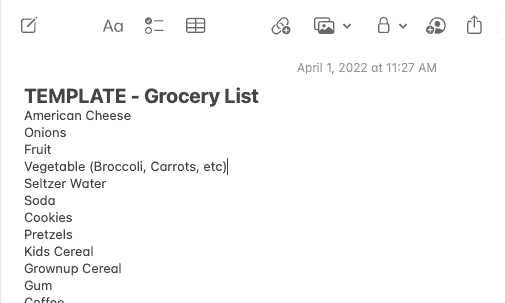 Aa
April 1, 2022 at 11:27 AM
TEMPLATE - Grocery List
American Cheese
Onions
Fruit
Vegetable (Broccoli, Carrots, etc)
Seltzer Water
Soda
Cookies
Pretzels
Kids Cereal
Grownup Cereal
Gum
Coffee